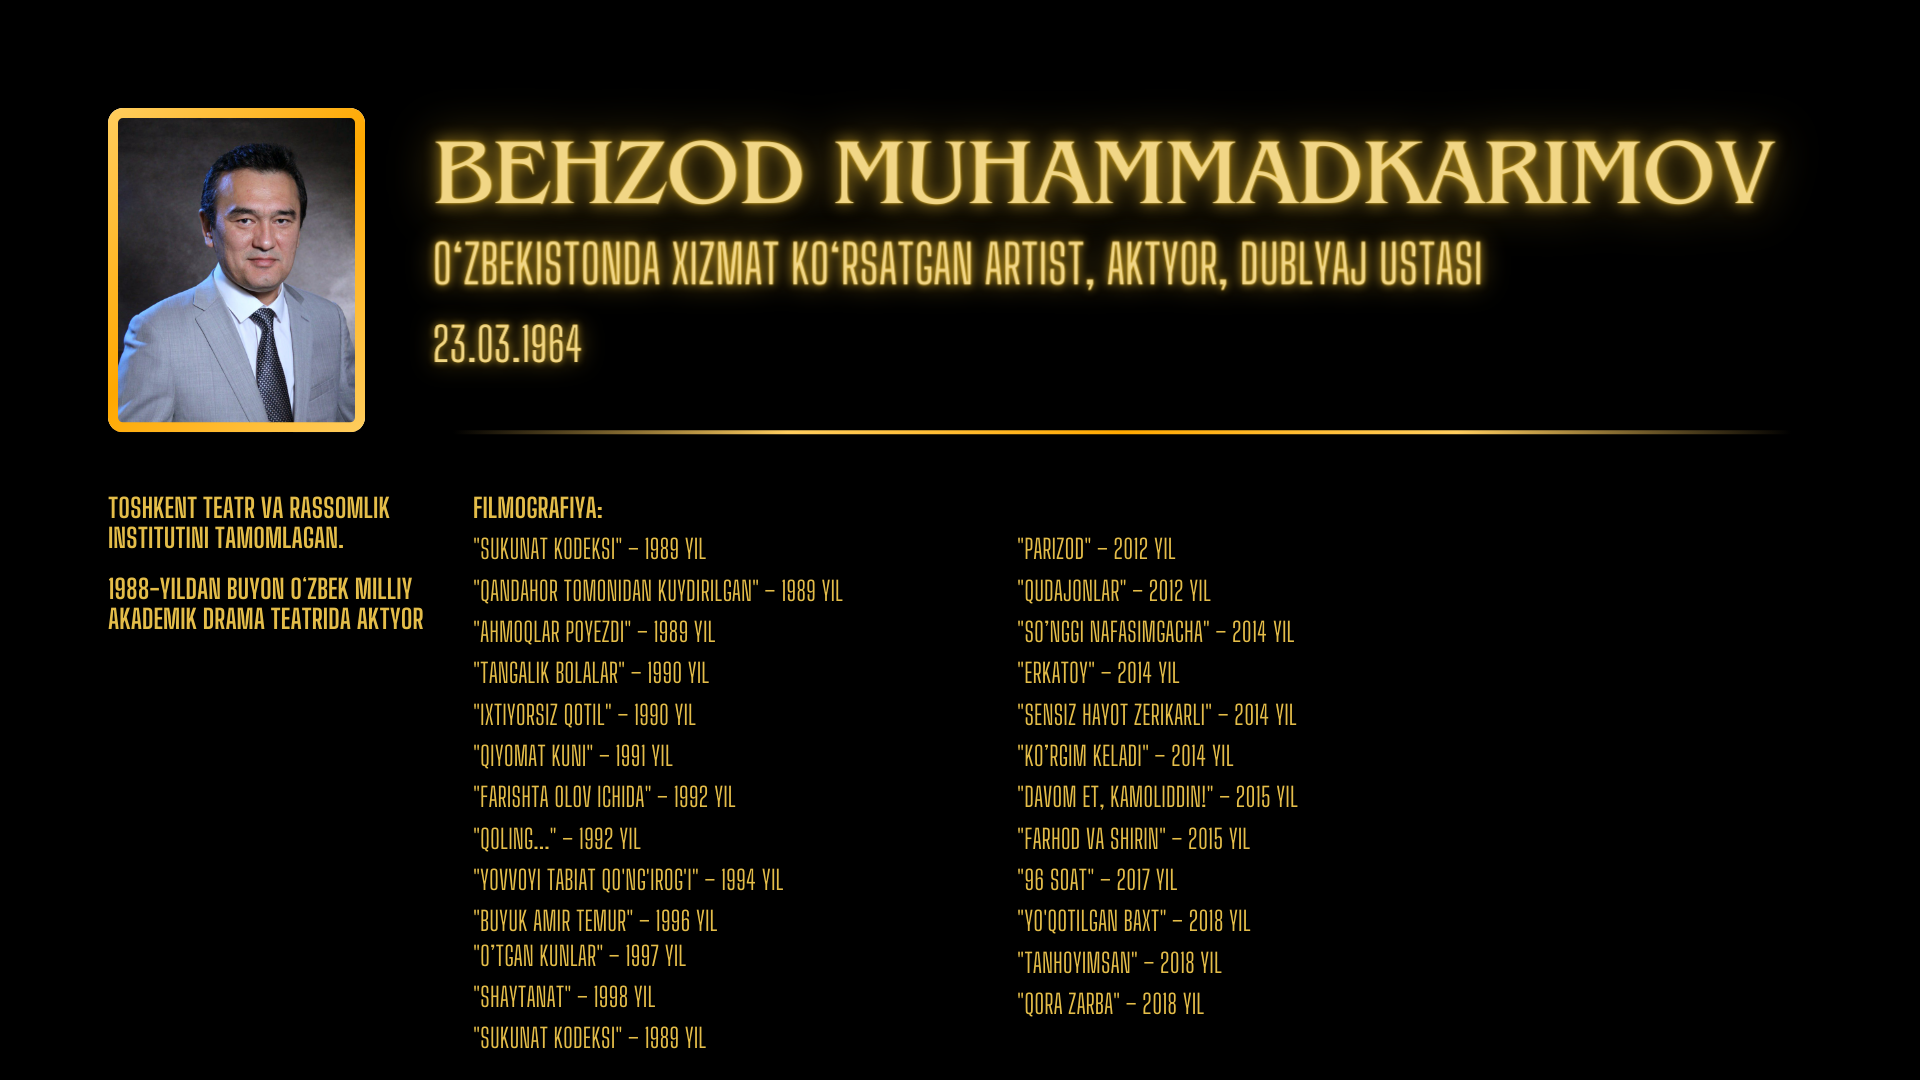 BEHZOD MUHAMMADKARIMOV
O‘ZBEKISTONDA XIZMAT KO‘RSATGAN ARTIST, AKTYOR, DUBLYAJ USTASI
23.03.1964
TOSHKENT TEATR VA RASSOMLIK
INSTITUTINI TAMOMLAGAN.
1988-YILDAN BUYON O‘ZBEK MILLIY
AKADEMIK DRAMA TEATRIDA AKTYOR
FILMOGRAFIYA:
"SUKUNAT KODEKSI" – 1989 YIL
"QANDAHOR TOMONIDAN KUYDIRILGAN" – 1989 YIL
"AHMOQLAR POYEZDI" – 1989 YIL
"TANGALIK BOLALAR" – 1990 YIL
"IXTIYORSIZ QOTIL" – 1990 YIL
"QIYOMAT KUNI" – 1991 YIL
"FARISHTA OLOV ICHIDA" – 1992 YIL
"QOLING..." – 1992 YIL
"YOVVOYI TABIAT QO'NG'IROG'I" – 1994 YIL
"BUYUK AMIR TEMUR" – 1996 YIL
"O’TGAN KUNLAR" – 1997 YIL
"SHAYTANAT" – 1998 YIL
"SUKUNAT KODEKSI" – 1989 YIL
"PARIZOD" – 2012 YIL
"QUDAJONLAR" – 2012 YIL
"SO’NGGI NAFASIMGACHA" – 2014 YIL
"ERKATOY" – 2014 YIL
"SENSIZ HAYOT ZERIKARLI" – 2014 YIL
"KO’RGIM KELADI" – 2014 YIL
"DAVOM ET, KAMOLIDDIN!" – 2015 YIL
"FARHOD VA SHIRIN" – 2015 YIL
"96 SOAT" – 2017 YIL
"YO'QOTILGAN BAXT" – 2018 YIL
"TANHOYIMSAN" – 2018 YIL
"QORA ZARBA" – 2018 YIL